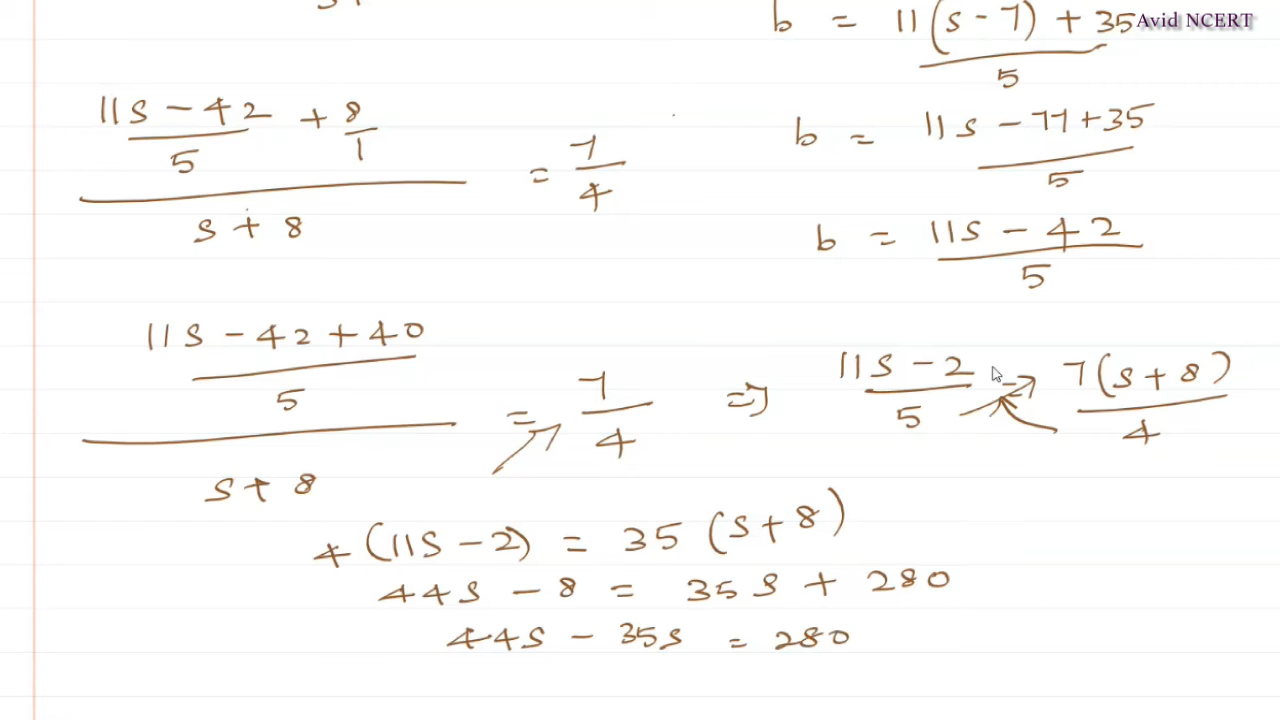 Avid NCERT
b = 11(s - 7) + 35
5
11s - 42 + 8
5 1
s + 8
= 7
4
b = 11s - 77 + 35
5
b = 11s - 42
5
11s - 42 + 40
5
s + 8
= 7
4
=> 11s - 2 = 7(s + 8)
5 4
4(11s - 2) = 35(s + 8)
44s - 8 = 35s + 280
44s - 35s = 280